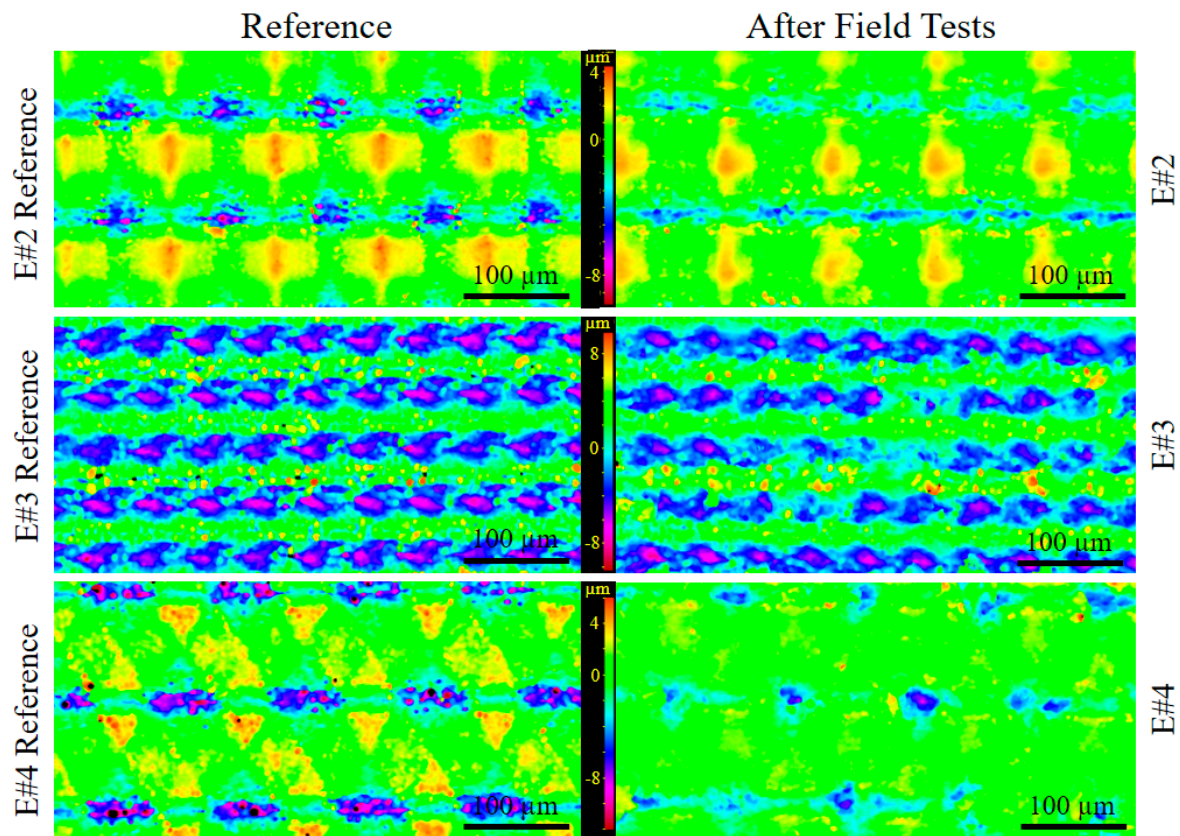 Reference
After Field Tests
E#2 Reference
µm
4
0
-8
100 µm
100 µm
E#2
E#3 Reference
µm
8
0
-8
100 µm
100 µm
E#3
E#4 Reference
µm
4
0
-8
100 µm
100 µm
E#4